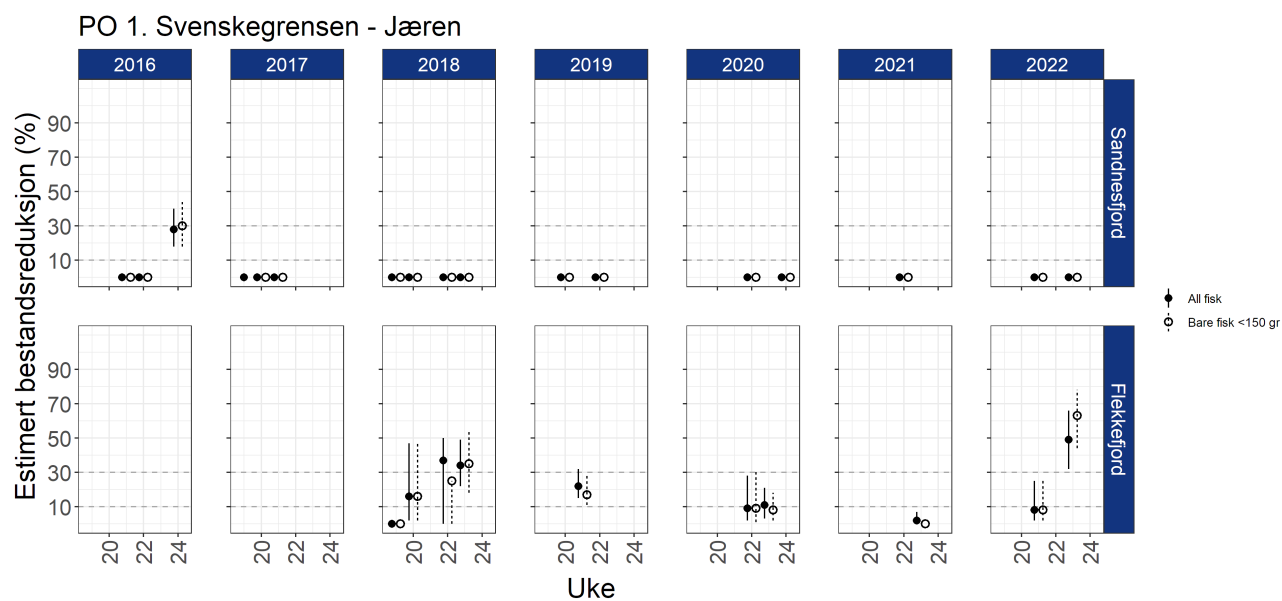 PO 1. Svenskegrensen - Jæren
2016 2017 2018 2019 2020 2021 2022
Estimert bestandsreduksjon (%)
90
70
50
30
10
Sandnesfjord
All fisk
Bare fisk <150 gr
90
70
50
30
10
Flekkefjord
20 22 24 20 22 24 20 22 24 20 22 24 20 22 24 20 22 24 20 22 24
Uke